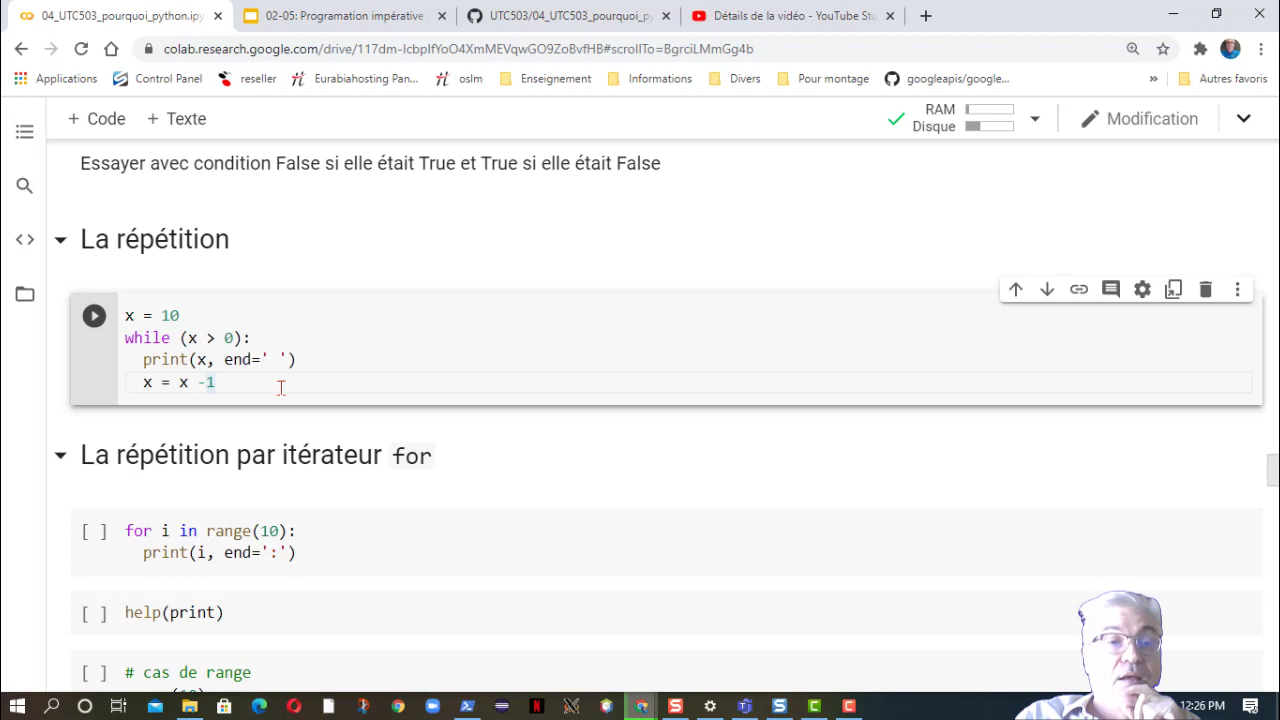 04_UTC503_pourquoi_python.ipy
02-05: Programation impérative
UTC503/04_UTC503_pourquoi_py
Détails de la vidéo - YouTube Stu
colab.research.google.com/drive/117dm-IcbpIfYoO4XrrMEVqwGO9ZoBvfHB#scrollTo=BgrciLMmGg4b
Applications
Control Panel
reseller
Eurabiahosting Pan...
oslm
Enseignement
Informations
Divers
Pour montage
googleapis/google...
»
Autres favoris
+ Code
+ Texte
RAM
Disque
Modification
Essayer avec condition False si elle était True et True si elle était False
La répétition
x = 10
while (x > 0):
print(x, end=' ')
x = x -1
La répétition par itérateur for
[ ] for i in range(10):
print(i, end=':')
[ ] help(print)
[ ] # cas de range
12:26 PM